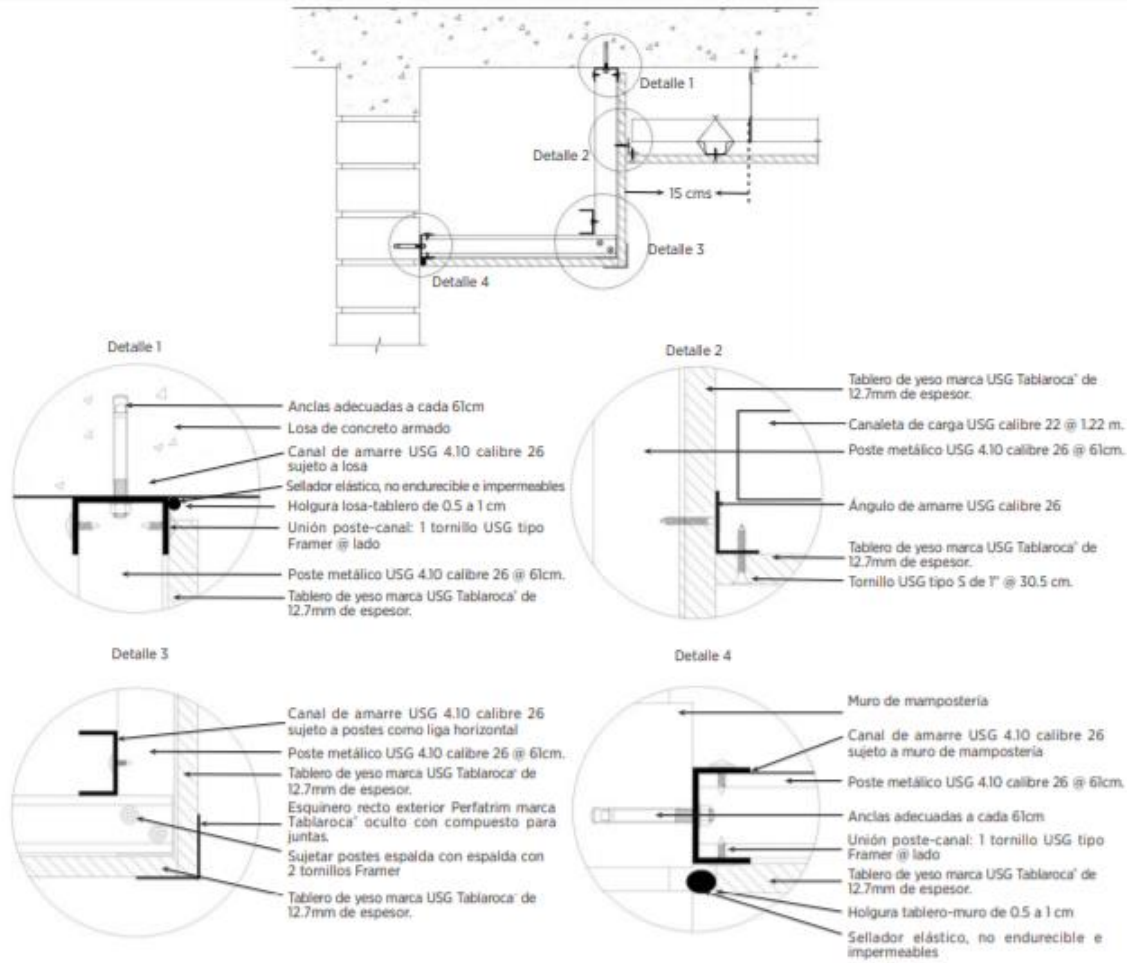 Detalle 1
Detalle 2
15 cms
Detalle 3
Detalle 4
Detalle 1
Anclas adecuadas a cada 61cm
Losa de concreto armado
Canal de amarre USG 4.10 calibre 26
sujeto a losa
Sellador elástico, no endurecible e impermeables
Holgura losa-tablero de 0.5 a 1 cm
Unión poste-canal: 1 tornillo USG tipo
Framer @ lado
Poste metálico USG 4.10 calibre 26 @ 61cm.
Tablero de yeso marca USG Tablaroca® de
12.7mm de espesor.
Detalle 2
Tablero de yeso marca USG Tablaroca® de
12.7mm de espesor.
Canaleta de carga USG calibre 22 @ 1.22 m.
Poste metálico USG 4.10 calibre 26 @ 61cm.
Ángulo de amarre USG calibre 26
Tablero de yeso marca USG Tablaroca® de
12.7mm de espesor.
Tornillo USG tipo S de 1" @ 30.5 cm.
Detalle 3
Canal de amarre USG 4.10 calibre 26
sujeto a postes como liga horizontal
Poste metálico USG 4.10 calibre 26 @ 61cm.
Tablero de yeso marca USG Tablaroca® de
12.7mm de espesor.
Esquinero recto exterior Perfatrim marca
Tablaroca® oculto con compuesto para
juntas.
Sujetar postes espalda con espalda con
2 tornillos Framer
Tablero de yeso marca USG Tablaroca® de
12.7mm de espesor.
Detalle 4
Muro de mampostería
Canal de amarre USG 4.10 calibre 26
sujeto a muro de mampostería
Poste metálico USG 4.10 calibre 26 @ 61cm.
Anclas adecuadas a cada 61cm
Unión poste-canal: 1 tornillo USG tipo
Framer @ lado
Tablero de yeso marca USG Tablaroca® de
12.7mm de espesor.
Holgura tablero-muro de 0.5 a 1 cm
Sellador elástico, no endurecible e
impermeables